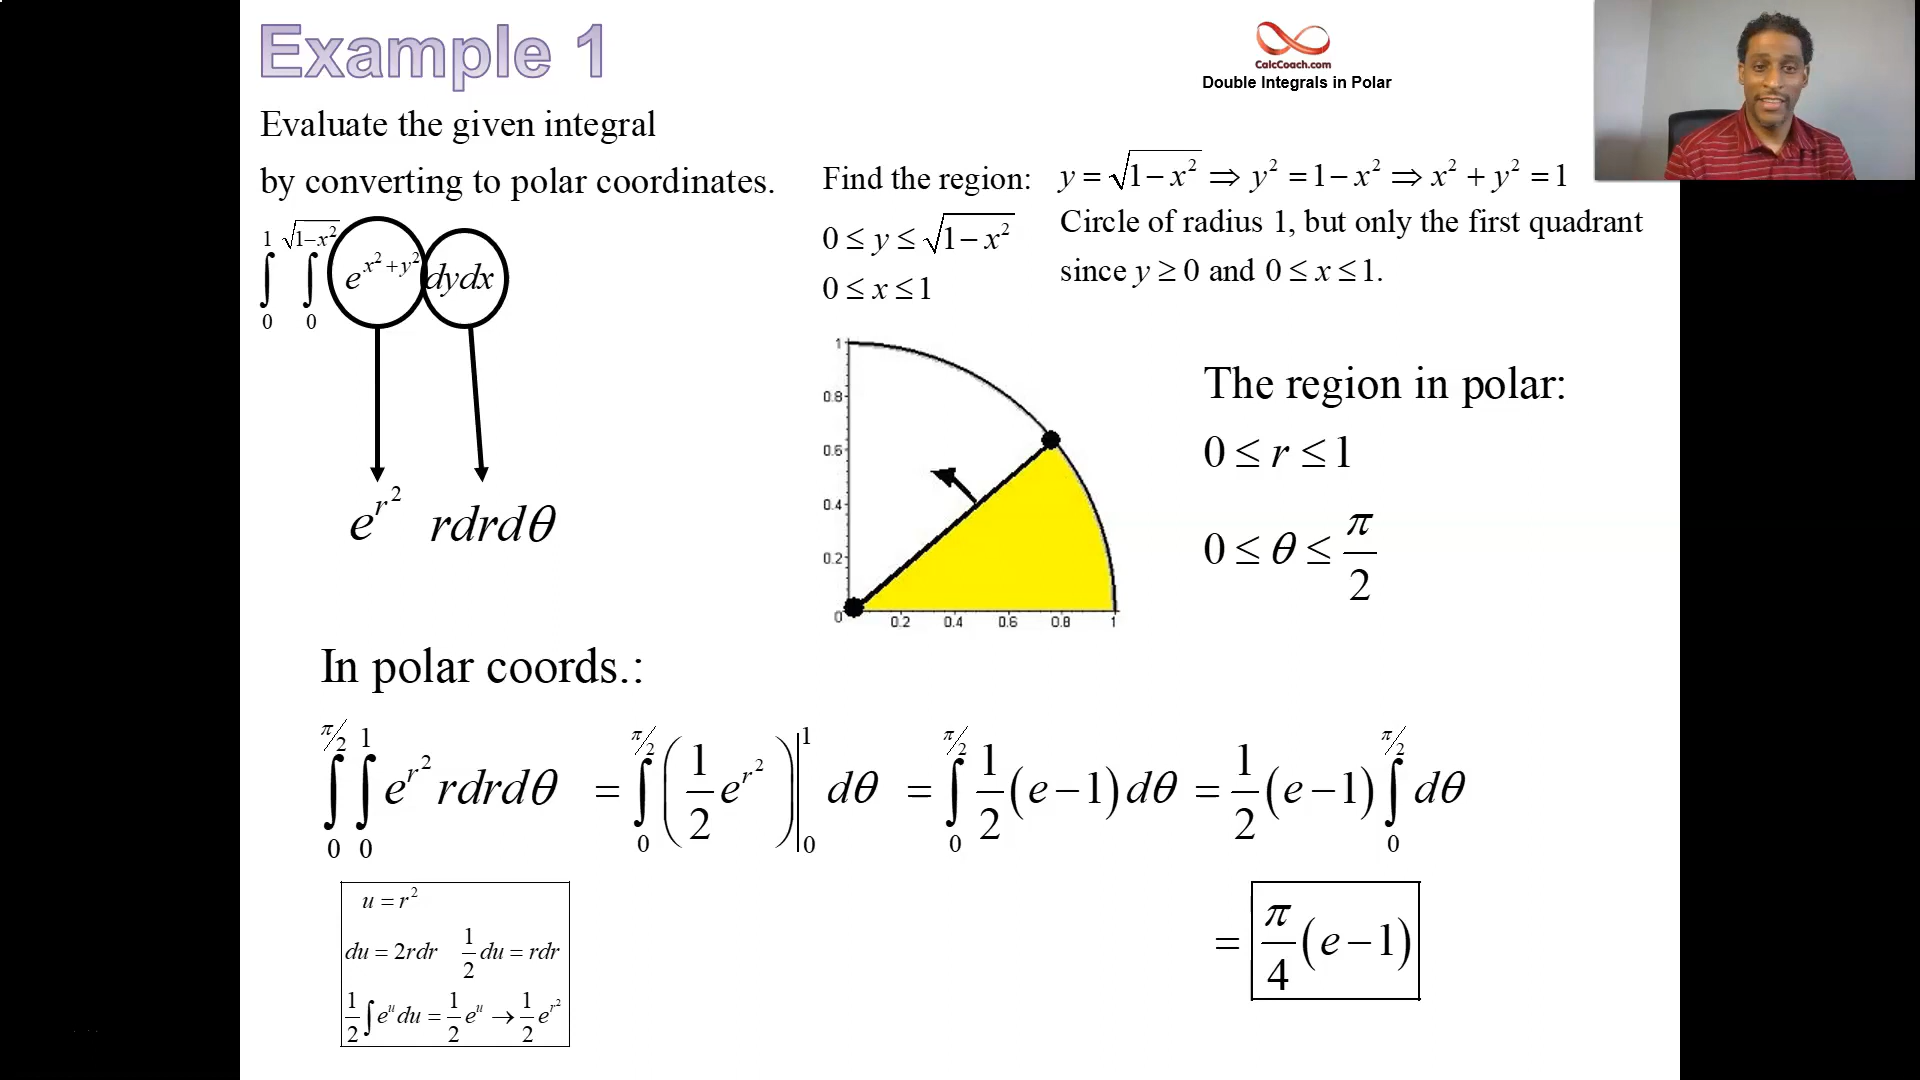 Example 1
CalcCoach.com
Double Integrals in Polar
Evaluate the given integral
by converting to polar coordinates.
∫₀¹ ∫₀^√(1−x²) e^(x²+y²) dydx
e^(r²) rdrdθ
Find the region:
0 ≤ y ≤ √(1−x²)
0 ≤ x ≤ 1
y = √(1−x²) ⇒ y² = 1−x² ⇒ x² + y² = 1
Circle of radius 1, but only the first quadrant
since y ≥ 0 and 0 ≤ x ≤ 1.
1
0.8
0.6
0.4
0.2
0
0.2 0.4 0.6 0.8 1
The region in polar:
0 ≤ r ≤ 1
0 ≤ θ ≤ π/2
In polar coords.:
∫₀^(π/2) ∫₀¹ e^(r²) rdrdθ = ∫₀^(π/2) (1/2 e^(r²))|₀¹ dθ = ∫₀^(π/2) 1/2 (e−1) dθ = 1/2 (e−1) ∫₀^(π/2) dθ
= π/4 (e−1)
u = r²
du = 2rdr 1/2 du = rdr
1/2 ∫ e^u du = 1/2 e^u → 1/2 e^(r²)